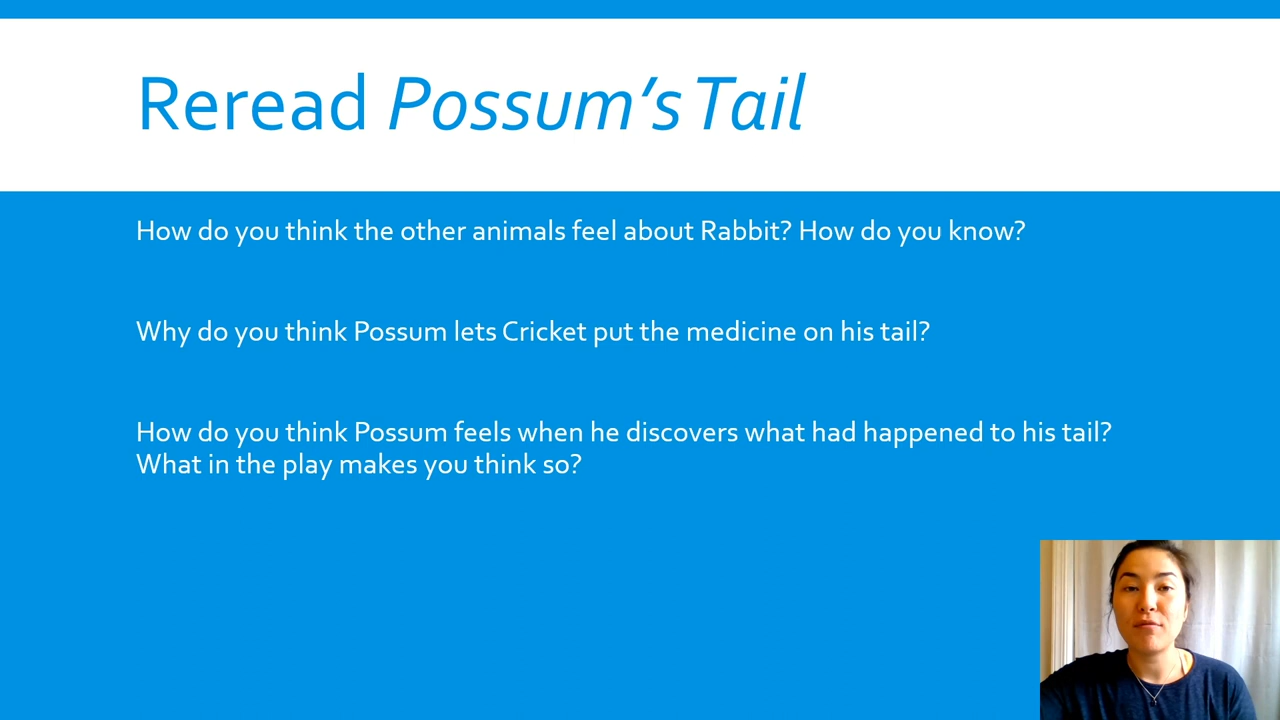 Reread Possum’s Tail
How do you think the other animals feel about Rabbit? How do you know?
Why do you think Possum lets Cricket put the medicine on his tail?
How do you think Possum feels when he discovers what had happened to his tail?
What in the play makes you think so?